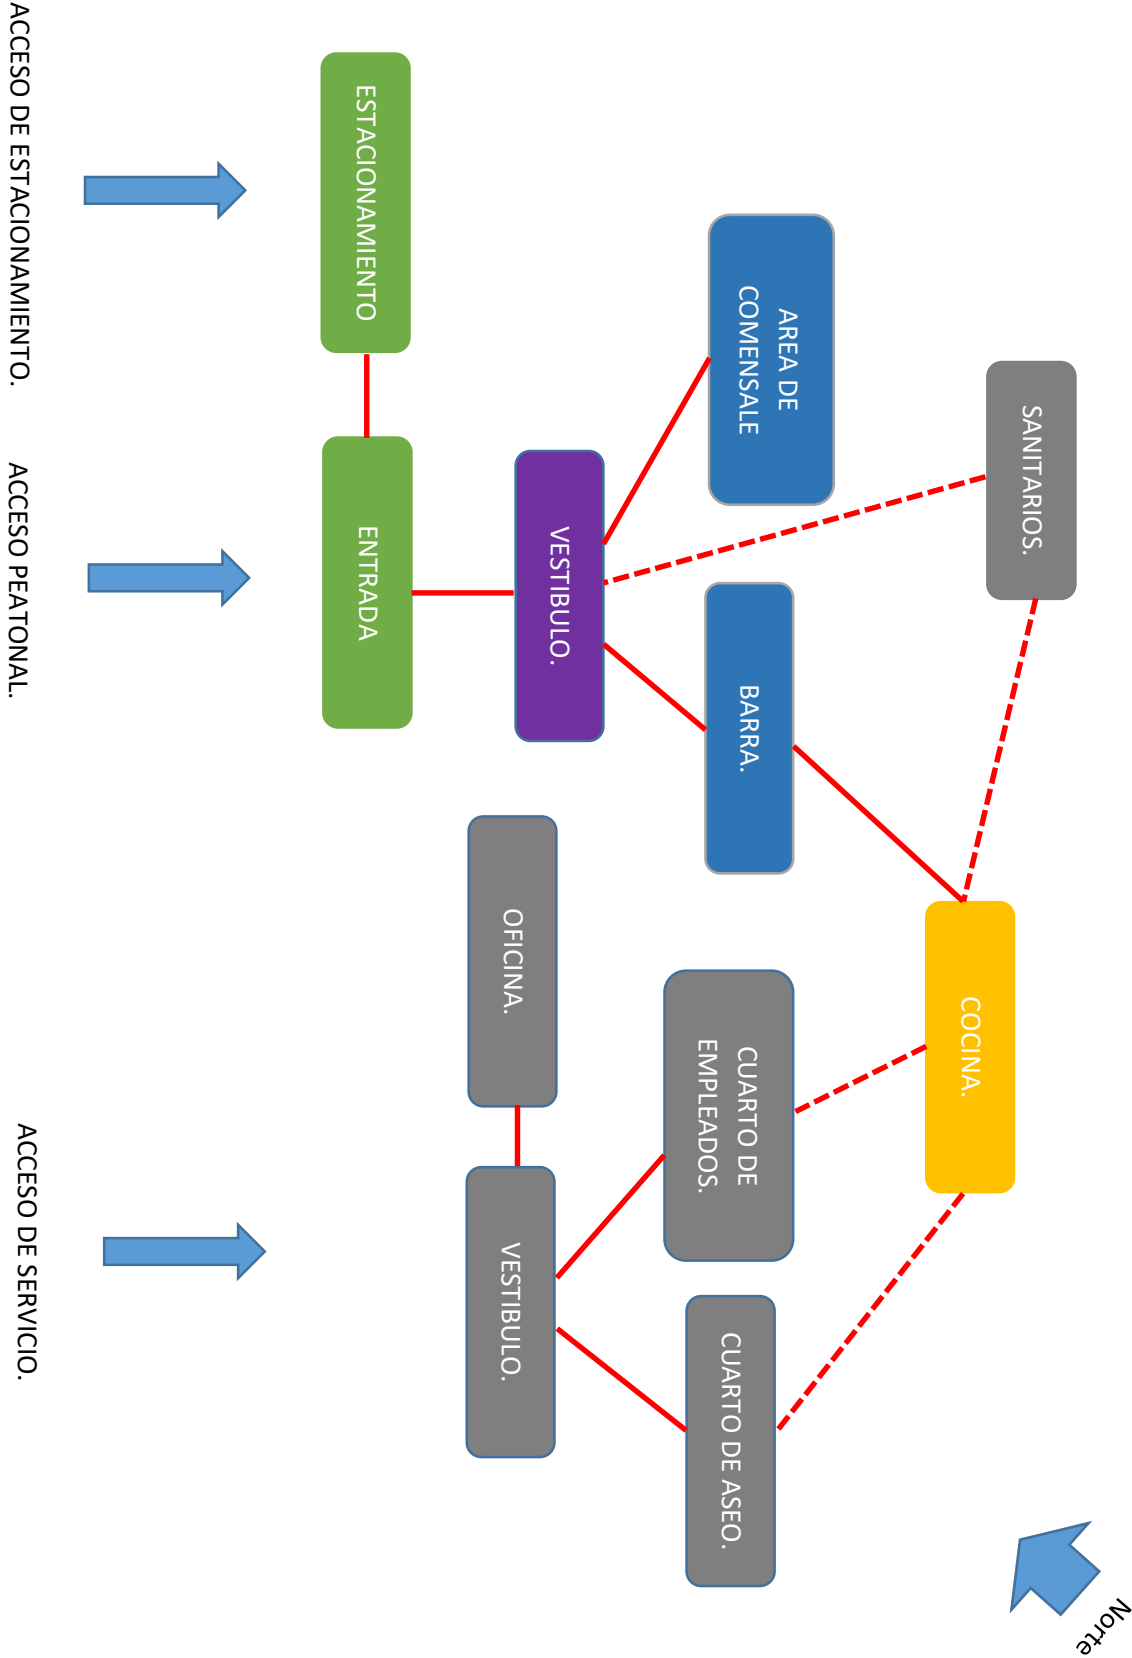 SANITARIOS.
COCINA.
AREA DE
COMENSALE
BARRA.
CUARTO DE
EMPLEADOS.
CUARTO DE ASEO.
VESTIBULO.
OFICINA.
VESTIBULO.
ESTACIONAMIENTO
ENTRADA
ACCESO DE ESTACIONAMIENTO.
ACCESO PEATONAL.
ACCESO DE SERVICIO.
Norte